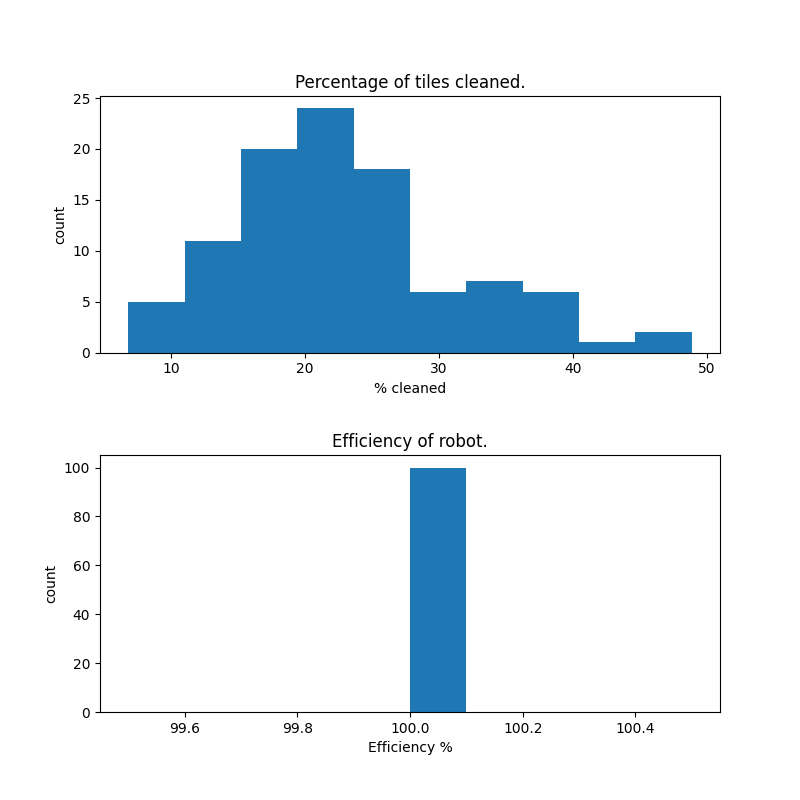 Percentage of tiles cleaned.
25
20
15
10
5
0
count
10 20 30 40 50
% cleaned
Efficiency of robot.
100
80
60
40
20
0
count
99.6 99.8 100.0 100.2 100.4
Efficiency %